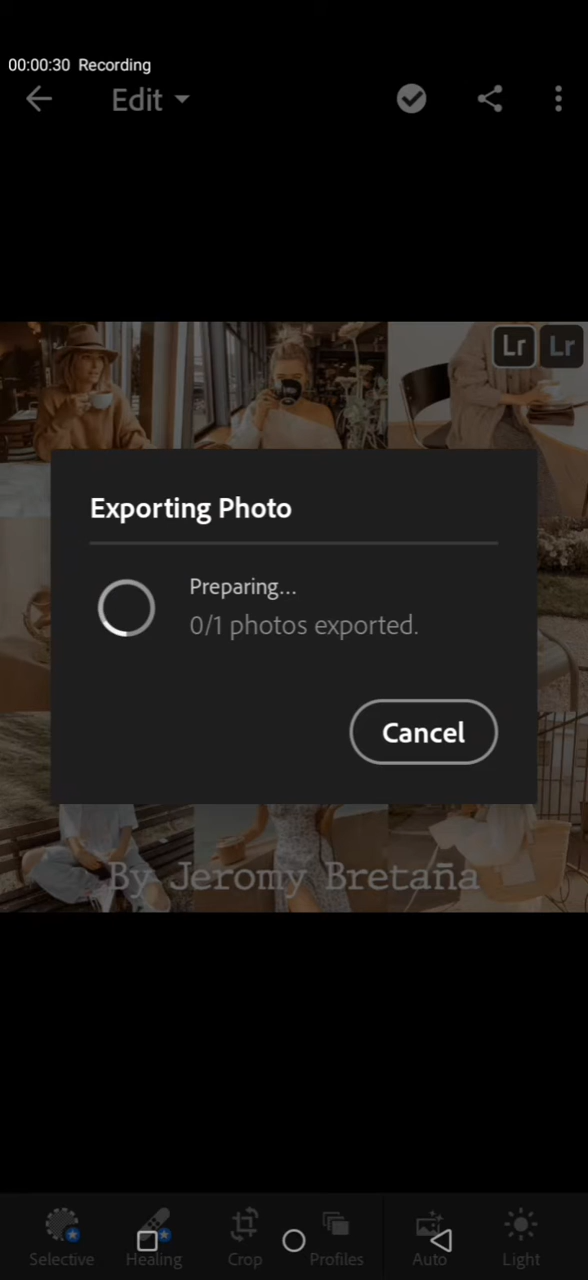 00:00:30 Recording
Edit
Lr Lr
Exporting Photo
Preparing...
0/1 photos exported.
Cancel
By Jeromy Bretaña
Selective Healing Crop Profiles Auto Light